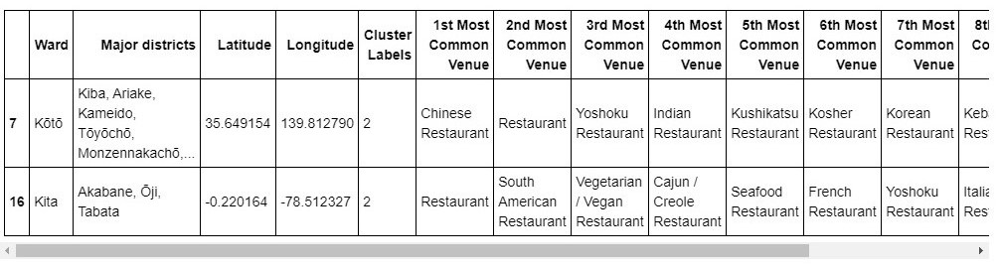 Ward Major districts Latitude Longitude Cluster Labels 1st Most Common Venue 2nd Most Common Venue 3rd Most Common Venue 4th Most Common Venue 5th Most Common Venue 6th Most Common Venue 7th Most Common Venue
7 Kōtō Kiba, Ariake, Kameido, Tōyōchō, Monzennakachō,... 35.649154 139.812790 2 Chinese Restaurant Restaurant Yoshoku Restaurant Indian Restaurant Kushikatsu Restaurant Kosher Restaurant Korean Restaurant
16 Kita Akabane, Ōji, Tabata -0.220164 -78.512327 2 Restaurant South American Restaurant Vegetarian / Vegan Restaurant Cajun / Creole Restaurant Seafood Restaurant French Restaurant Yoshoku Restaurant